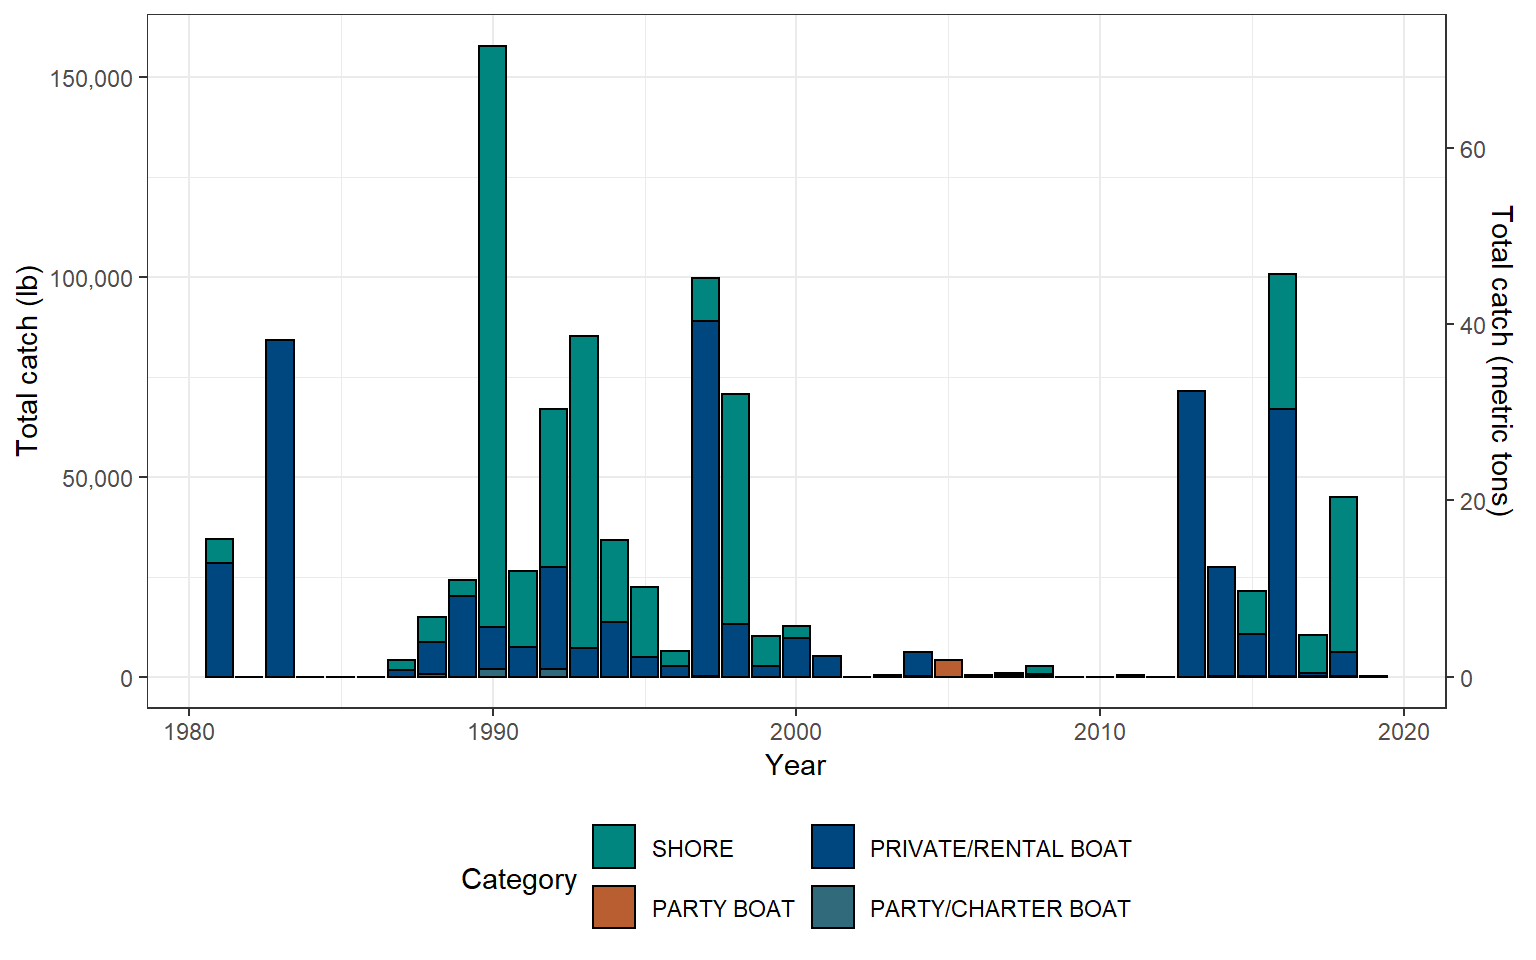 Total catch (lb)
150,000
100,000
50,000
0
60
40
20
0
Total catch (metric tons)
1980
1990
2000
2010
2020
Year
Category
SHORE
PRIVATE/RENTAL BOAT
PARTY BOAT
PARTY/CHARTER BOAT